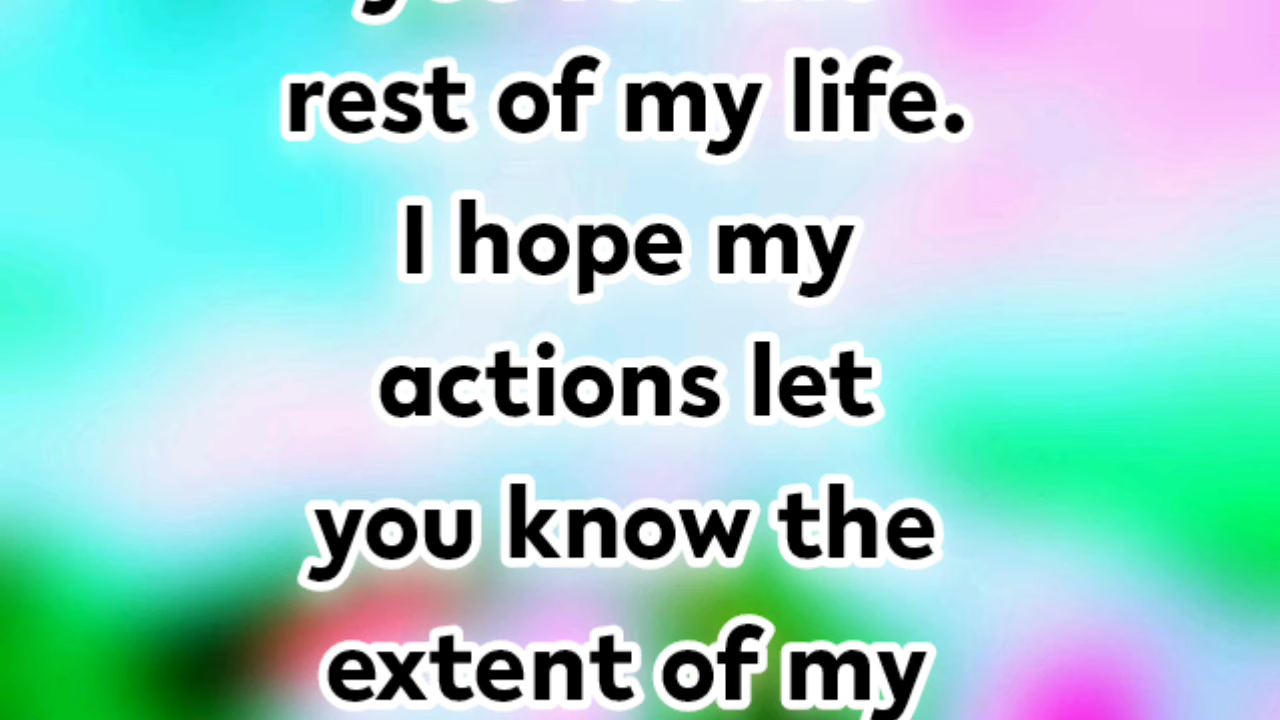 rest of my life.
I hope my
actions let
you know the
extent of my